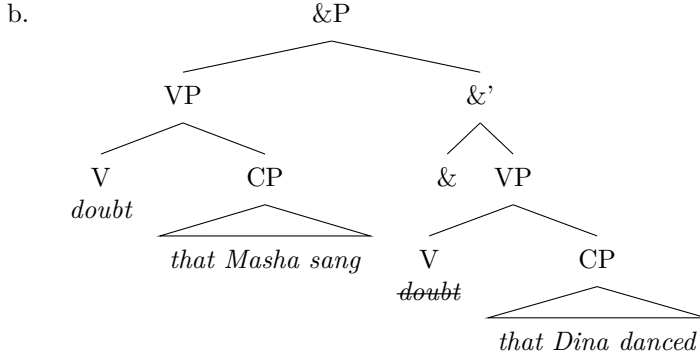 b.
&P
VP &’
V CP & VP
doubt
that Masha sang V CP
doubt
that Dina danced